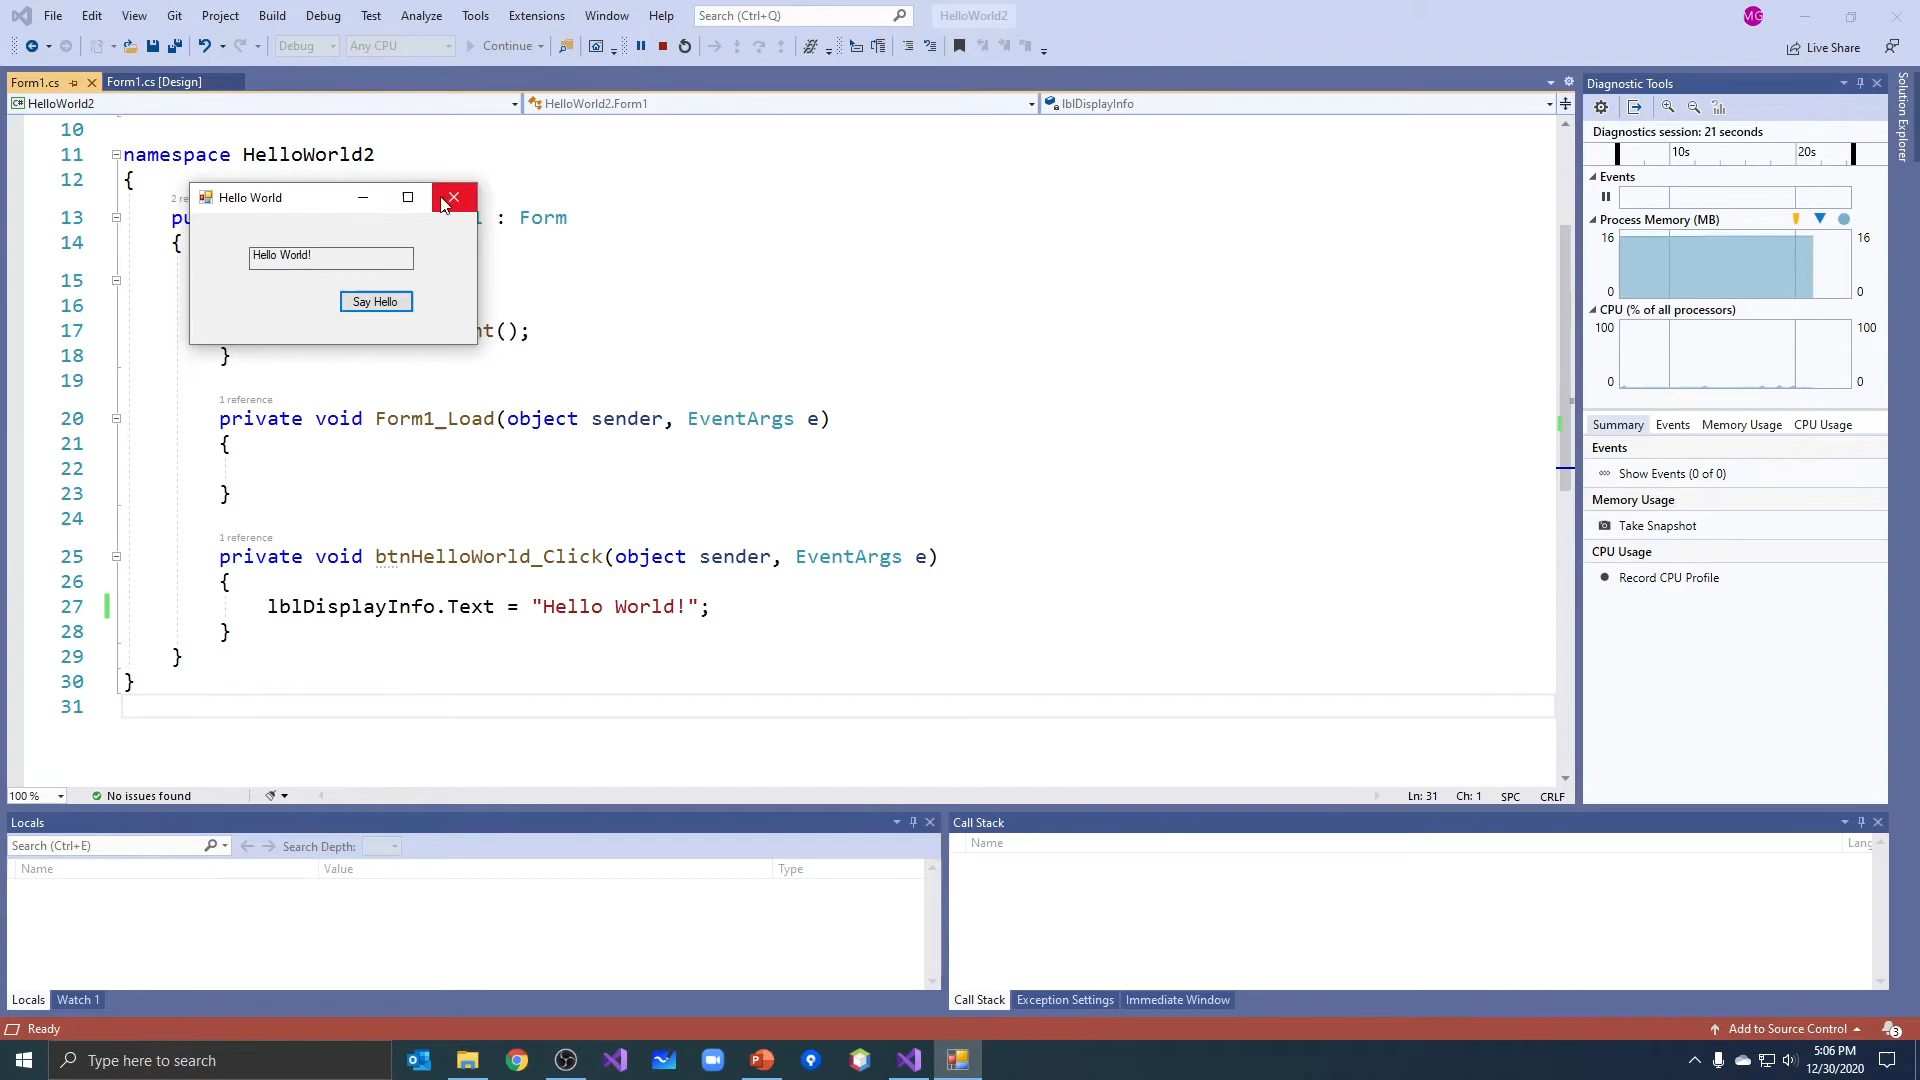 File Edit View Git Project Build Debug Test Analyze Tools Extensions Window Help Search (Ctrl+Q) HelloWorld2 MG
Debug Any CPU Continue Live Share
Form1.cs Form1.cs [Design]
C# HelloWorld2 HelloWorld2.Form1 lblDisplayInfo
10
11 namespace HelloWorld2
12 {
2 re
13 pu : Form
14 {
15
16
17 nt();
18 }
19
1 reference
20 private void Form1_Load(object sender, EventArgs e)
21 {
22
23 }
24
1 reference
25 private void btnHelloWorld_Click(object sender, EventArgs e)
26 {
27 lblDisplayInfo.Text = "Hello World!";
28 }
29 }
30 }
31
Hello World
Hello World!
Say Hello
100 % No issues found Ln: 31 Ch: 1 SPC CRLF
Diagnostic Tools
Diagnostics session: 21 seconds
10s 20s
Events
Process Memory (MB)
16 16
0 0
CPU (% of all processors)
100 100
0 0
Summary Events Memory Usage CPU Usage
Events
Show Events (0 of 0)
Memory Usage
Take Snapshot
CPU Usage
Record CPU Profile
Solution Explorer
Locals
Search (Ctrl+E) Search Depth:
Name Value Type
Locals Watch 1
Call Stack
Name Lang
Call Stack Exception Settings Immediate Window
Ready Add to Source Control 3
Type here to search
5:06 PM
12/30/2020